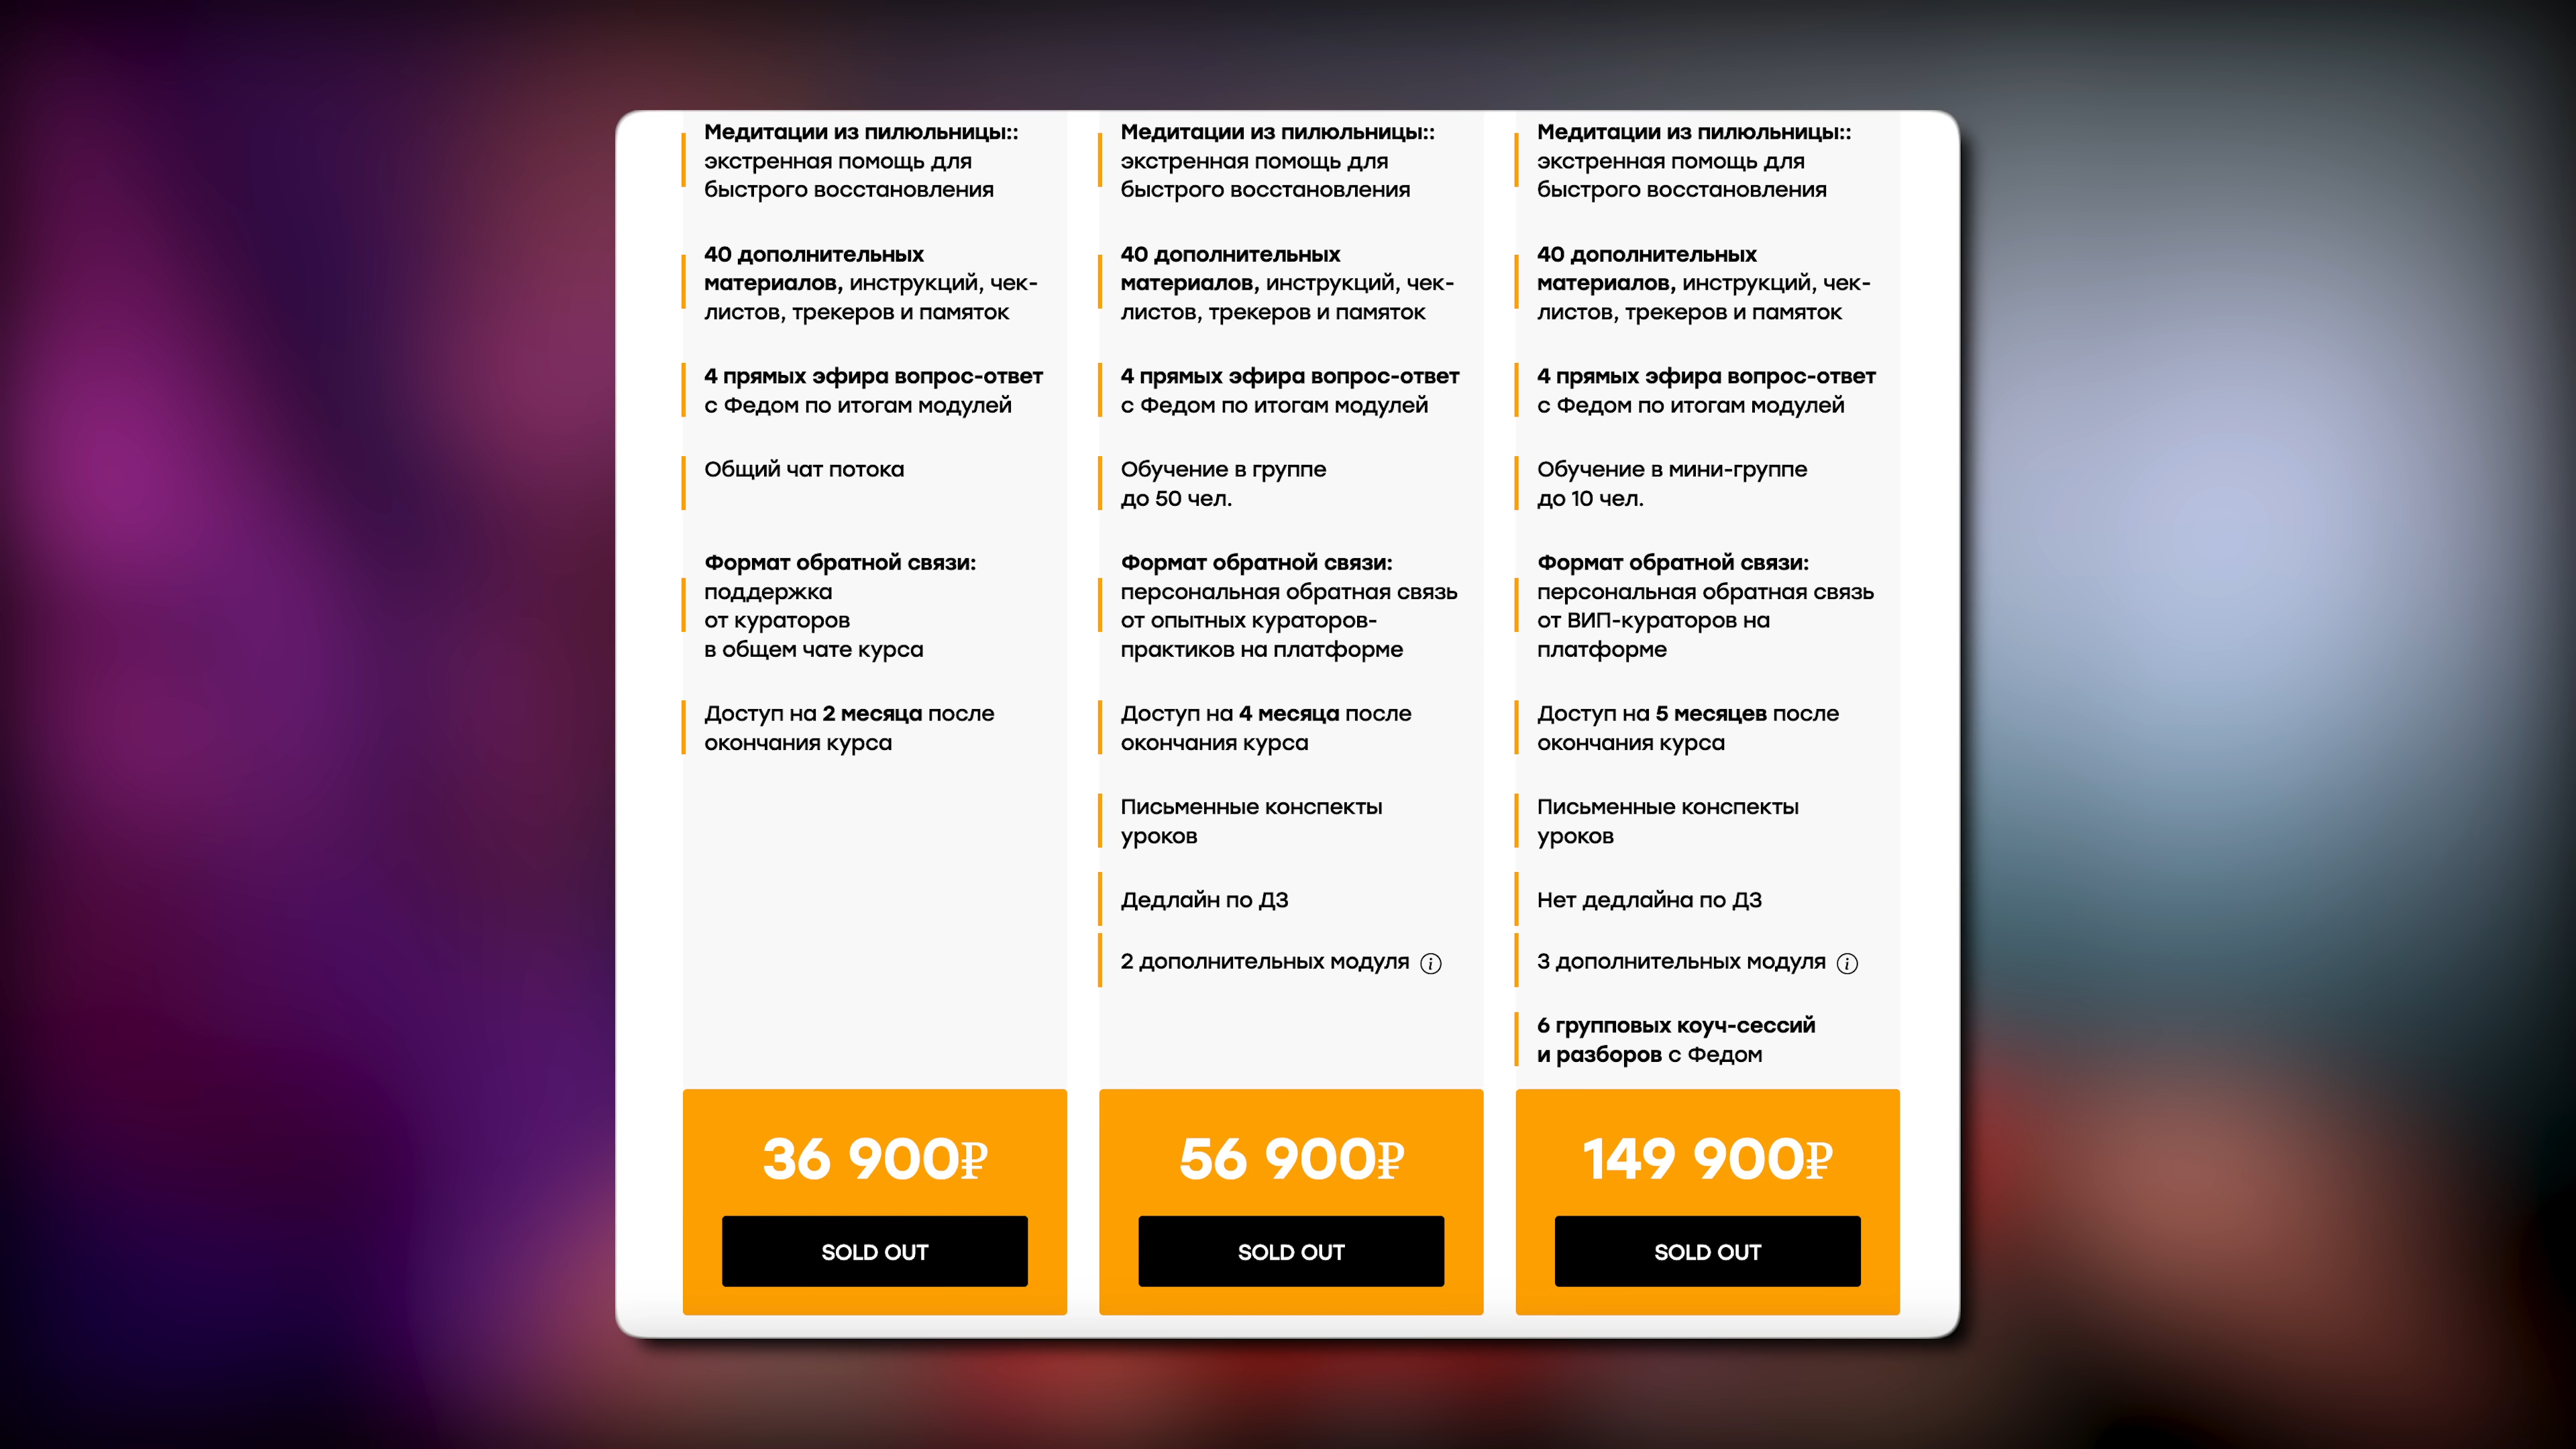 Медитации из пилюльницы::
экстренная помощь для
быстрого восстановления
40 дополнительных
материалов, инструкций, чек-
листов, трекеров и памяток
4 прямых эфира вопрос-ответ
с Федом по итогам модулей
Общий чат потока
Формат обратной связи:
поддержка
от кураторов
в общем чате курса
Доступ на 2 месяца после
окончания курса
36 900₽
SOLD OUT
Медитации из пилюльницы::
экстренная помощь для
быстрого восстановления
40 дополнительных
материалов, инструкций, чек-
листов, трекеров и памяток
4 прямых эфира вопрос-ответ
с Федом по итогам модулей
Обучение в группе
до 50 чел.
Формат обратной связи:
персональная обратная связь
от опытных кураторов-
практиков на платформе
Доступ на 4 месяца после
окончания курса
Письменные конспекты
уроков
Дедлайн по ДЗ
2 дополнительных модуля
56 900₽
SOLD OUT
Медитации из пилюльницы::
экстренная помощь для
быстрого восстановления
40 дополнительных
материалов, инструкций, чек-
листов, трекеров и памяток
4 прямых эфира вопрос-ответ
с Федом по итогам модулей
Обучение в мини-группе
до 10 чел.
Формат обратной связи:
персональная обратная связь
от ВИП-кураторов на
платформе
Доступ на 5 месяцев после
окончания курса
Письменные конспекты
уроков
Нет дедлайна по ДЗ
3 дополнительных модуля
6 групповых коуч-сессий
и разборов с Федом
149 900₽
SOLD OUT